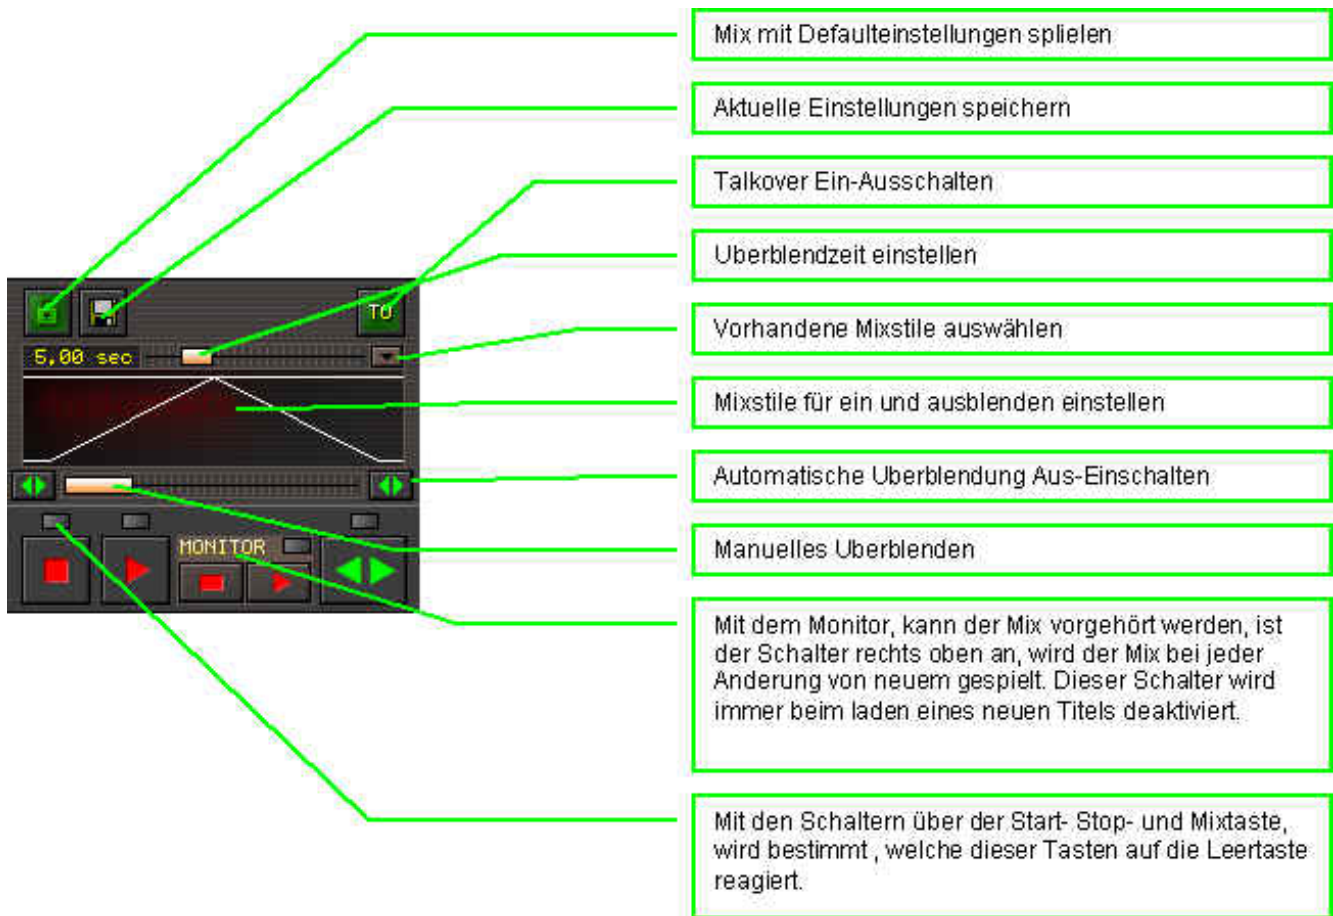 Mix mit Defaulteinstellungen splielen
Aktuelle Einstellungen speichern
Talkover Ein-Ausschalten
Uberblendzeit einstellen
Vorhandene Mixstile auswählen
Mixstile für ein und ausblenden einstellen
Automatische Uberblendung Aus-Einschalten
Manuelles Uberblenden
Mit dem Monitor, kann der Mix vorgehört werden, ist
der Schalter rechts oben an, wird der Mix bei jeder
Anderung von neuem gespielt. Dieser Schalter wird
immer beim laden eines neuen Titels deaktiviert.
Mit den Schaltern über der Start- Stop- und Mixtaste,
wird bestimmt , welche dieser Tasten auf die Leertaste
reagiert.
TO
5,00 sec
MONITOR